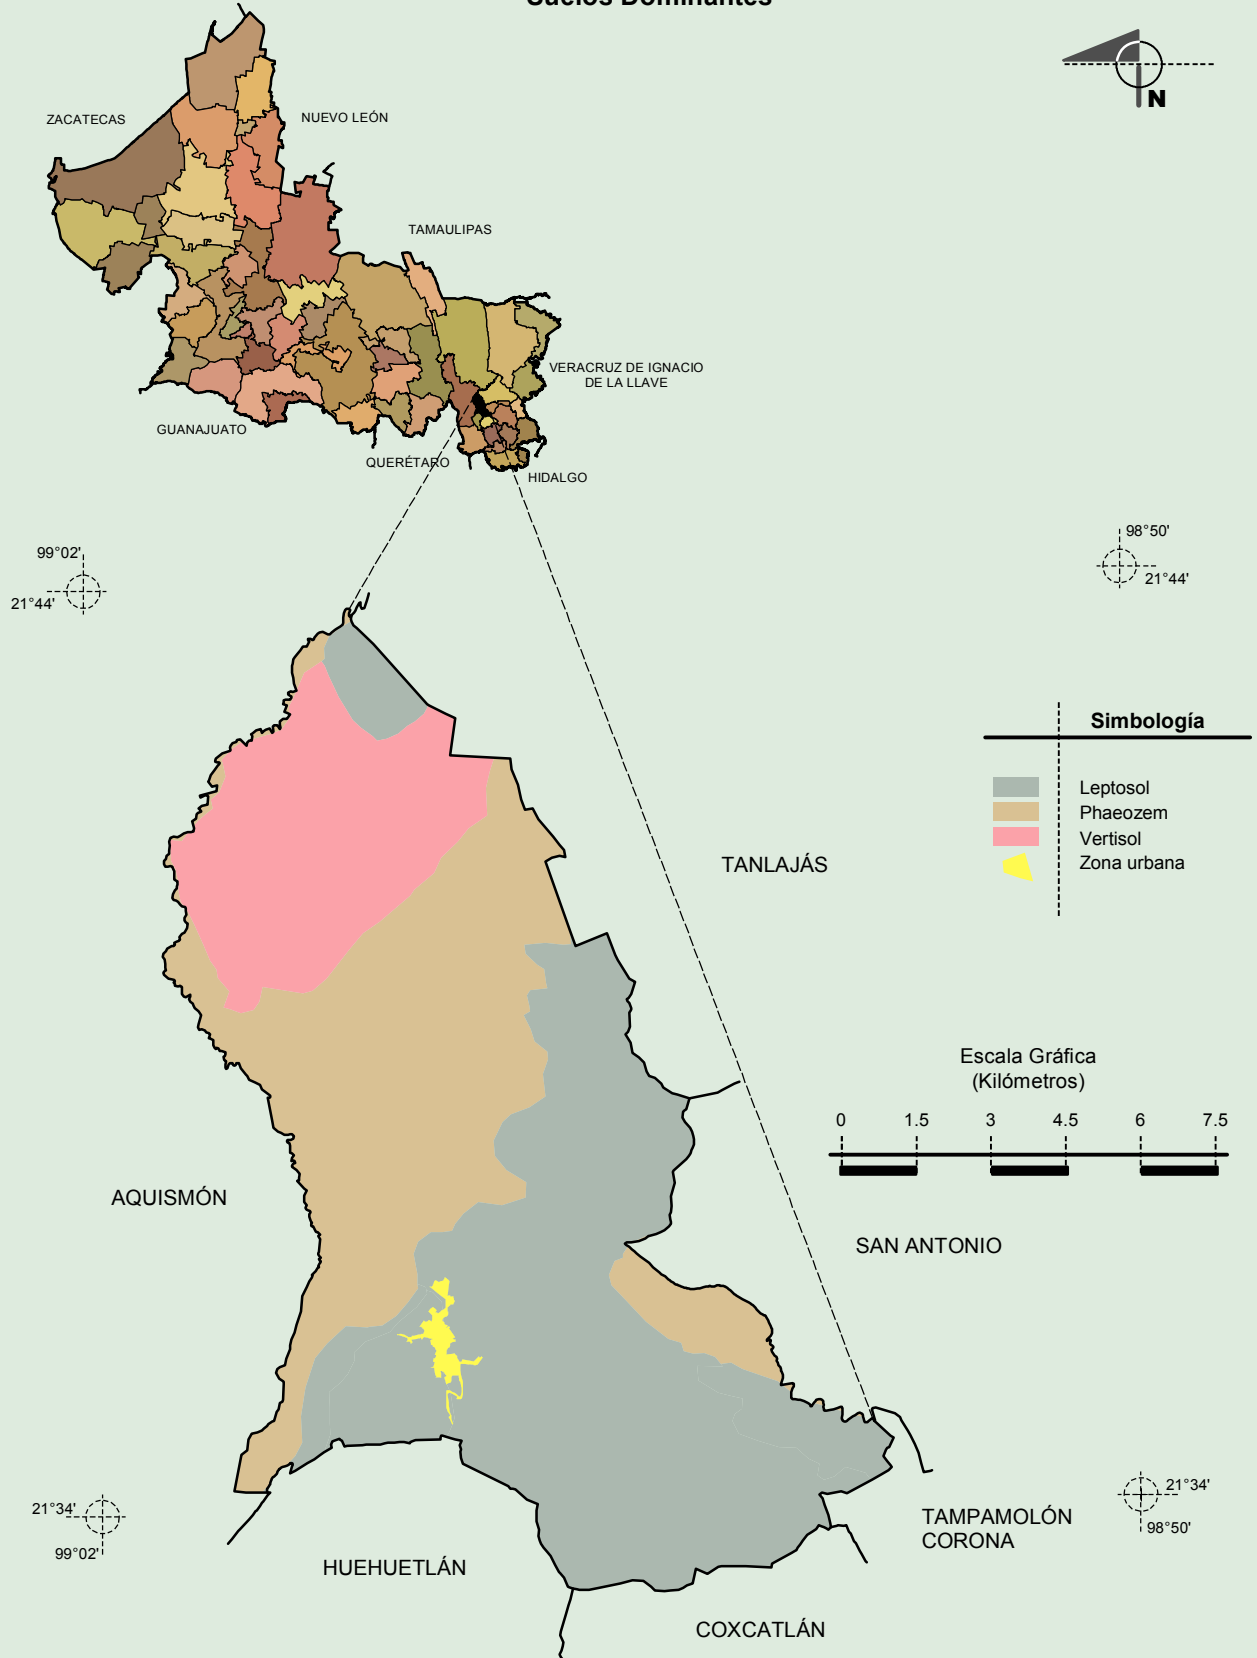 Suelos Dominantes
N
ZACATECAS
NUEVO LEÓN
TAMAULIPAS
VERACRUZ DE IGNACIO
DE LA LLAVE
GUANAJUATO
QUERÉTARO
HIDALGO
99°02'
21°44'
98°50'
21°44'
Simbología
Leptosol
Phaeozem
Vertisol
Zona urbana
TANLAJÁS
Escala Gráfica
(Kilómetros)
0 1.5 3 4.5 6 7.5
AQUISMÓN
SAN ANTONIO
21°34'
99°02'
21°34'
98°50'
TAMPAMOLÓN
CORONA
HUEHUETLÁN
COXCATLÁN